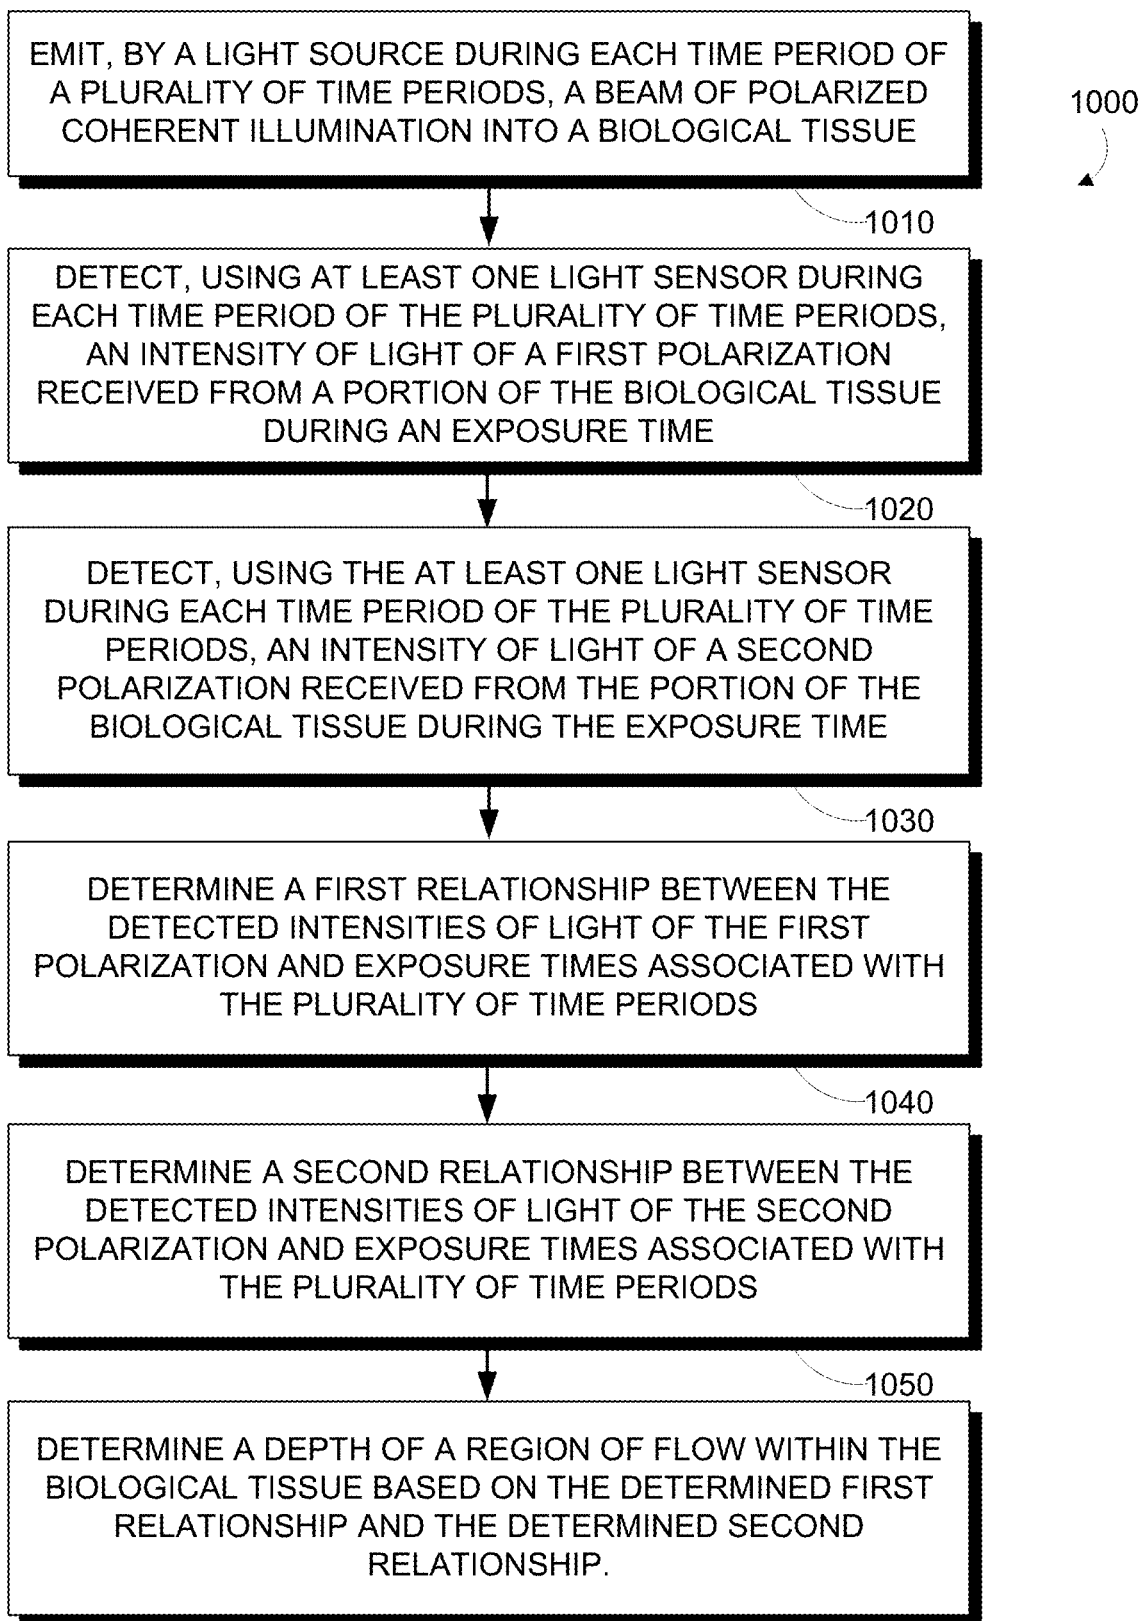 EMIT, BY A LIGHT SOURCE DURING EACH TIME PERIOD OF
A PLURALITY OF TIME PERIODS, A BEAM OF POLARIZED
COHERENT ILLUMINATION INTO A BIOLOGICAL TISSUE
1000
1010
DETECT, USING AT LEAST ONE LIGHT SENSOR DURING
EACH TIME PERIOD OF THE PLURALITY OF TIME PERIODS,
AN INTENSITY OF LIGHT OF A FIRST POLARIZATION
RECEIVED FROM A PORTION OF THE BIOLOGICAL TISSUE
DURING AN EXPOSURE TIME
1020
DETECT, USING THE AT LEAST ONE LIGHT SENSOR
DURING EACH TIME PERIOD OF THE PLURALITY OF TIME
PERIODS, AN INTENSITY OF LIGHT OF A SECOND
POLARIZATION RECEIVED FROM THE PORTION OF THE
BIOLOGICAL TISSUE DURING THE EXPOSURE TIME
1030
DETERMINE A FIRST RELATIONSHIP BETWEEN THE
DETECTED INTENSITIES OF LIGHT OF THE FIRST
POLARIZATION AND EXPOSURE TIMES ASSOCIATED WITH
THE PLURALITY OF TIME PERIODS
1040
DETERMINE A SECOND RELATIONSHIP BETWEEN THE
DETECTED INTENSITIES OF LIGHT OF THE SECOND
POLARIZATION AND EXPOSURE TIMES ASSOCIATED WITH
THE PLURALITY OF TIME PERIODS
1050
DETERMINE A DEPTH OF A REGION OF FLOW WITHIN THE
BIOLOGICAL TISSUE BASED ON THE DETERMINED FIRST
RELATIONSHIP AND THE DETERMINED SECOND
RELATIONSHIP.